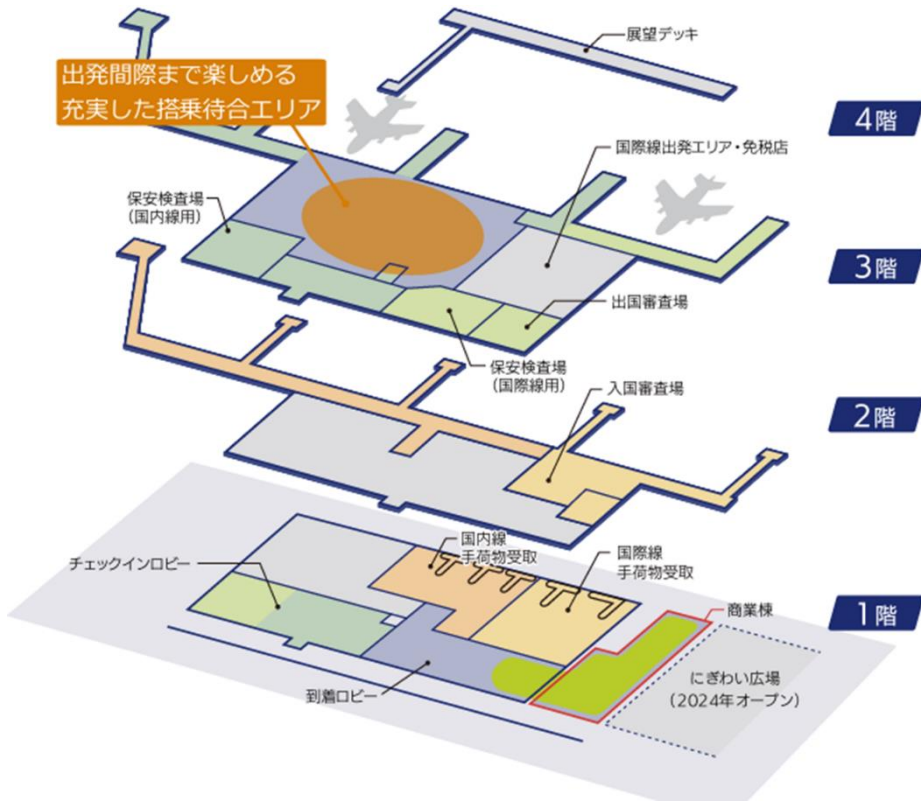 展望デッキ
出発間際まで楽しめる
充実した搭乗待合エリア
4階
国際線出発エリア・免税店
保安検査場
(国内線用)
3階
出国審査場
保安検査場
(国際線用)
入国審査場
2階
国内線
手荷物受取
国際線
手荷物受取
チェックインロビー
商業棟
1階
にぎわい広場
(2024年オープン)
到着ロビー